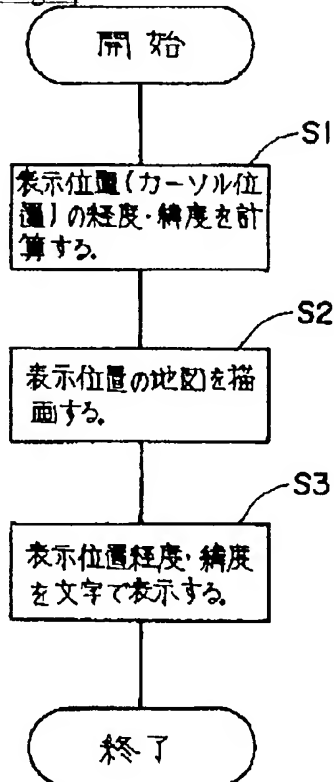 開始
S1
表示位置(カーソル位
置)の経度・緯度を計
算する。
S2
表示位置の地図を描
画する。
S3
表示位置経度・緯度
を文字で表示する。
終了